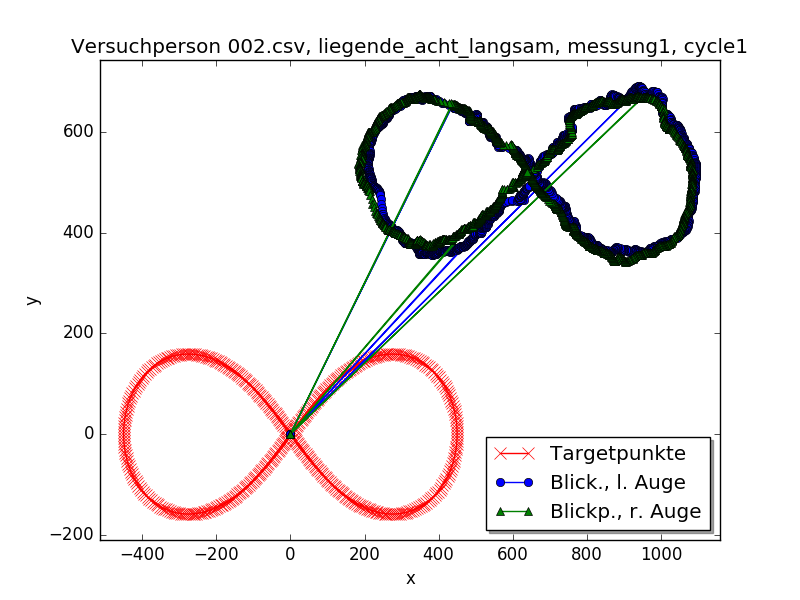 Versuchperson 002.csv, liegende_acht_langsam, messung1, cycle1
y
600
400
200
0
−200
Targetpunkte
Blick., l. Auge
Blickp., r. Auge
−400 −200 0 200 400 600 800 1000
x